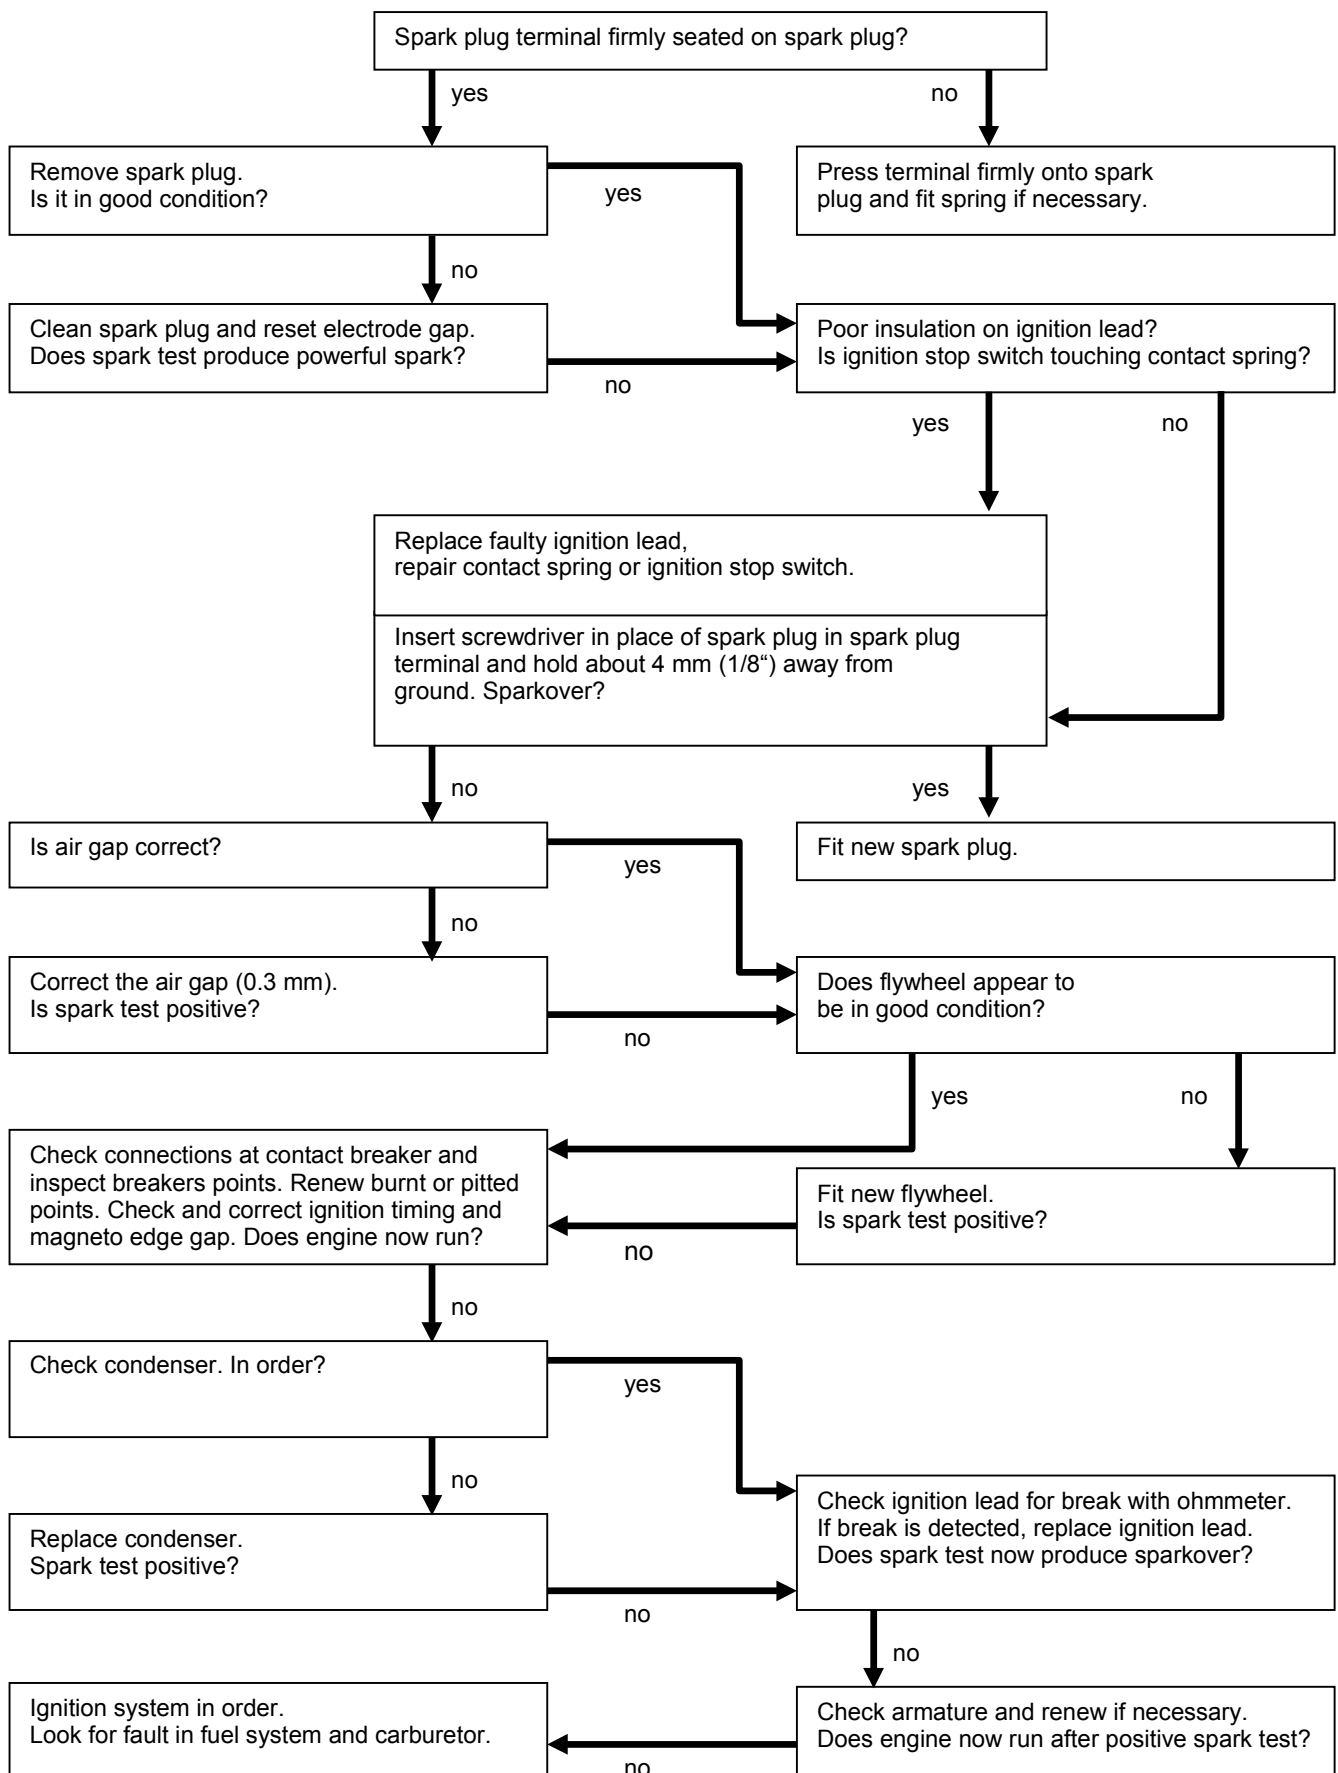 Spark plug terminal firmly seated on spark plug?
yes
no
Remove spark plug.
Is it in good condition?
yes
Press terminal firmly onto spark
plug and fit spring if necessary.
no
Clean spark plug and reset electrode gap.
Does spark test produce powerful spark?
no
Poor insulation on ignition lead?
Is ignition stop switch touching contact spring?
yes
no
Replace faulty ignition lead,
repair contact spring or ignition stop switch.
Insert screwdriver in place of spark plug in spark plug
terminal and hold about 4 mm (1/8“) away from
ground. Sparkover?
no
yes
Is air gap correct?
yes
Fit new spark plug.
no
Correct the air gap (0.3 mm).
Is spark test positive?
no
Does flywheel appear to
be in good condition?
yes
no
Check connections at contact breaker and
inspect breakers points. Renew burnt or pitted
points. Check and correct ignition timing and
magneto edge gap. Does engine now run?
Fit new flywheel.
Is spark test positive?
no
no
Check condenser. In order?
yes
no
Check ignition lead for break with ohmmeter.
If break is detected, replace ignition lead.
Does spark test now produce sparkover?
Replace condenser.
Spark test positive?
no
no
Ignition system in order.
Look for fault in fuel system and carburetor.
Check armature and renew if necessary.
Does engine now run after positive spark test?
no